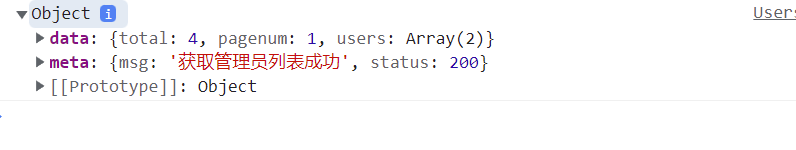 Object i
Users
data: {total: 4, pagenum: 1, users: Array(2)}
meta: {msg: '获取管理员列表成功', status: 200}
[[Prototype]]: Object